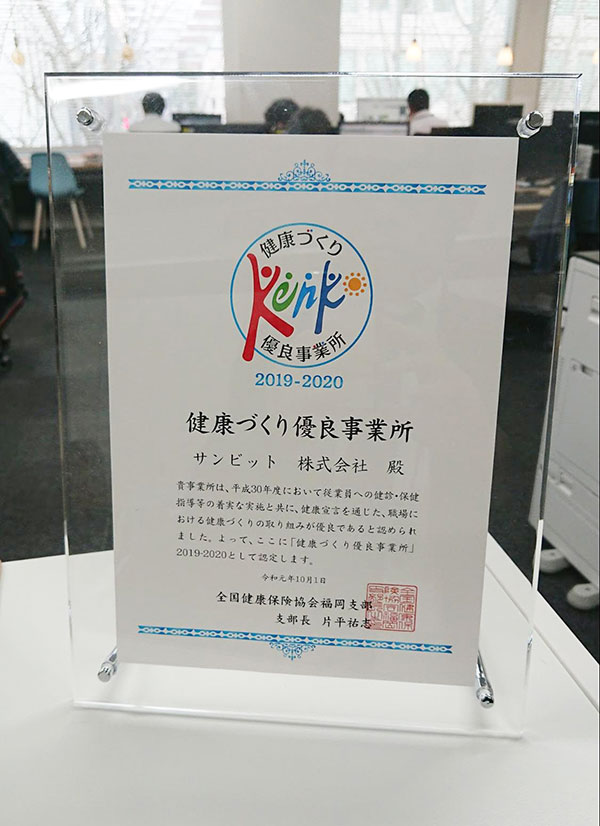 健康づくり
Kenko
優良事業所
2019-2020
健康づくり優良事業所
サンビット 株式会社 殿
貴事業所は、平成30年度において従業員への健診・保健
指導等の着実な実施と共に、健康宣言を通じた、職場に
おける健康づくりの取り組みが優良であると認められ
ました。よって、ここに「健康づくり優良事業所」
2019-2020として認定します。
令和元年10月1日
全国健康保険協会福岡支部
支部長 片平祐志